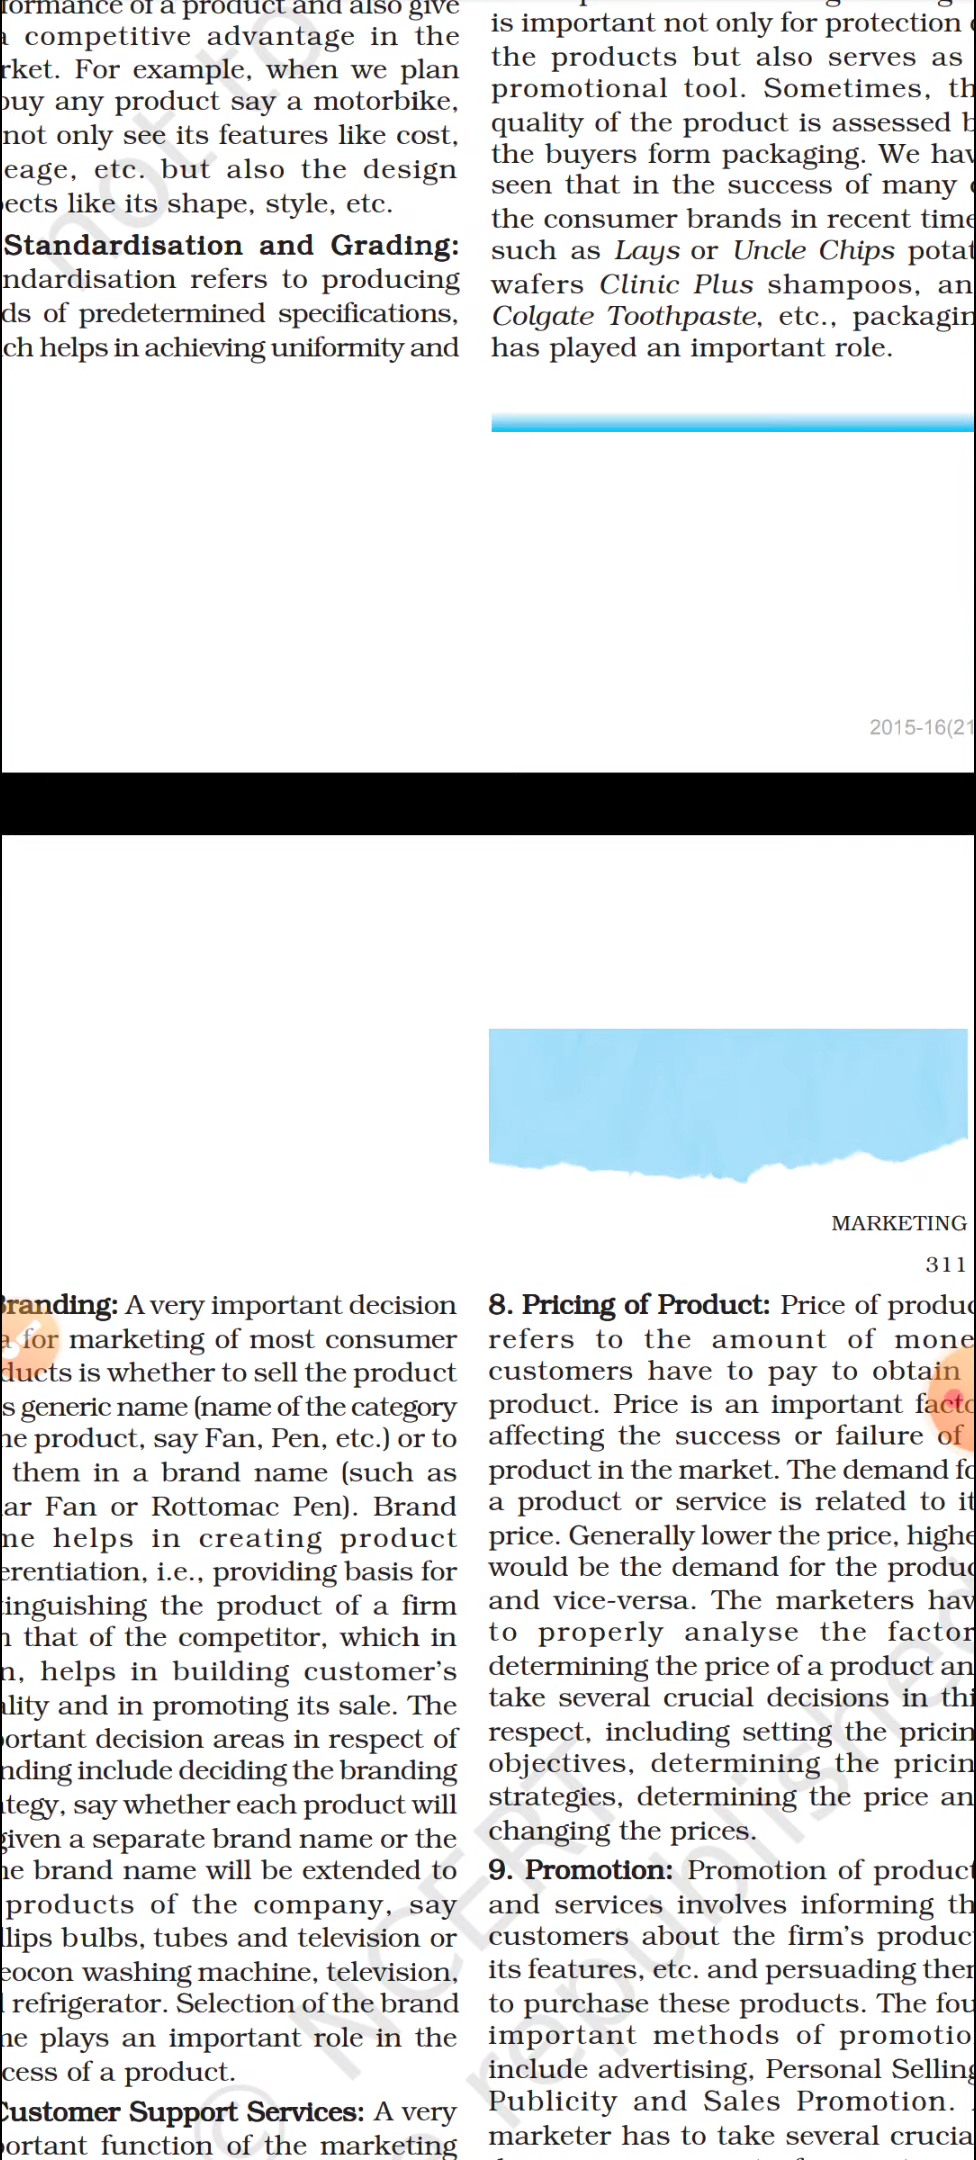 formance of a product and also give
a competitive advantage in the
rket. For example, when we plan
buy any product say a motorbike,
not only see its features like cost,
eage, etc. but also the design
ects like its shape, style, etc.
Standardisation and Grading:
ndardisation refers to producing
ds of predetermined specifications,
ch helps in achieving uniformity and
is important not only for protection
the products but also serves as
promotional tool. Sometimes, th
quality of the product is assessed b
the buyers form packaging. We hav
seen that in the success of many
the consumer brands in recent time
such as Lays or Uncle Chips potat
wafers Clinic Plus shampoos, an
Colgate Toothpaste, etc., packagin
has played an important role.
2015-16(21
MARKETING
311
Branding: A very important decision
a for marketing of most consumer
ducts is whether to sell the product
s generic name (name of the category
he product, say Fan, Pen, etc.) or to
them in a brand name (such as
ar Fan or Rottomac Pen). Brand
me helps in creating product
erentiation, i.e., providing basis for
tinguishing the product of a firm
n that of the competitor, which in
n, helps in building customer's
ality and in promoting its sale. The
portant decision areas in respect of
nding include deciding the branding
ategy, say whether each product will
given a separate brand name or the
ne brand name will be extended to
products of the company, say
llips bulbs, tubes and television or
eocon washing machine, television,
refrigerator. Selection of the brand
ne plays an important role in the
cess of a product.
Customer Support Services: A very
portant function of the marketing
8. Pricing of Product: Price of produc
refers to the amount of mone
customers have to pay to obtain
product. Price is an important facto
affecting the success or failure of
product in the market. The demand fo
a product or service is related to it
price. Generally lower the price, highe
would be the demand for the produc
and vice-versa. The marketers hav
to properly analyse the factor
determining the price of a product an
take several crucial decisions in thi
respect, including setting the pricin
objectives, determining the pricin
strategies, determining the price an
changing the prices.
9. Promotion: Promotion of product
and services involves informing th
customers about the firm's produc
its features, etc. and persuading ther
to purchase these products. The fou
important methods of promotio
include advertising, Personal Selling
Publicity and Sales Promotion.
marketer has to take several crucia
not to
© NCERT
republished